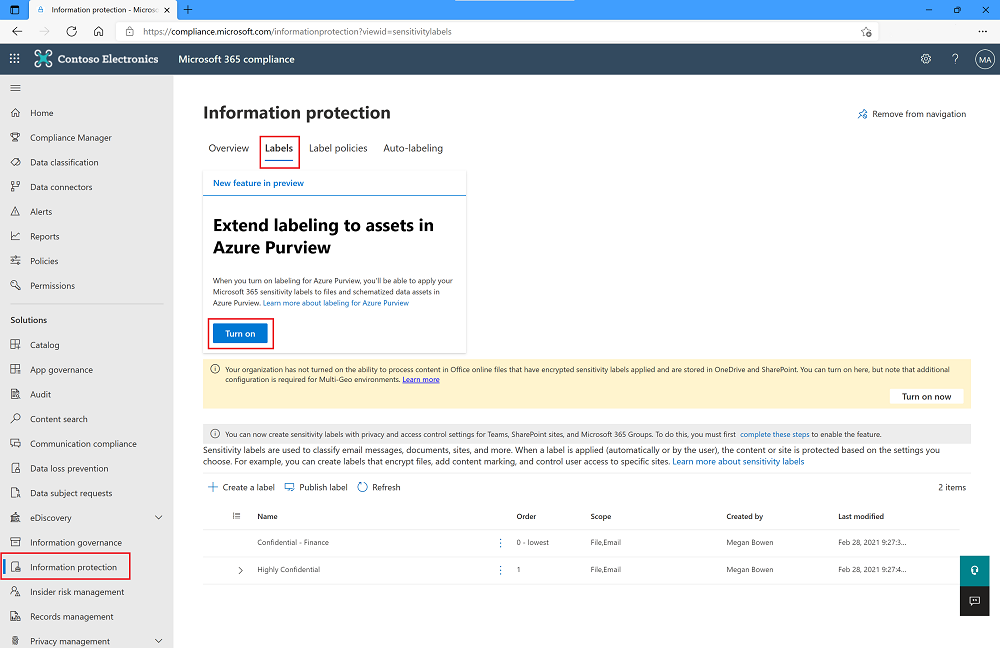 Information protection - Micros
https://compliance.microsoft.com/informationprotection?viewid=sensitivitylabels
Contoso Electronics
Microsoft 365 compliance
?
MA
Home
Compliance Manager
Data classification
Data connectors
Alerts
Reports
Policies
Permissions
Solutions
Catalog
App governance
Audit
Content search
Communication compliance
Data loss prevention
Data subject requests
eDiscovery
Information governance
Information protection
Insider risk management
Records management
Privacy management
Information protection
Remove from navigation
Overview
Labels
Label policies
Auto-labeling
New feature in preview
Extend labeling to assets in
Azure Purview
When you turn on labeling for Azure Purview, you'll be able to apply your
Microsoft 365 sensitivity labels to files and schematized data assets in
Azure Purview. Learn more about labeling for Azure Purview
Turn on
Your organization has not turned on the ability to process content in Office online files that have encrypted sensitivity labels applied and are stored in OneDrive and SharePoint. You can turn on here, but note that additional
configuration is required for Multi-Geo environments. Learn more
Turn on now
You can now create sensitivity labels with privacy and access control settings for Teams, SharePoint sites, and Microsoft 365 Groups. To do this, you must first complete these steps to enable the feature.
Sensitivity labels are used to classify email messages, documents, sites, and more. When a label is applied (automatically or by the user), the content or site is protected based on the settings you
choose. For example, you can create labels that encrypt files, add content marking, and control user access to specific sites. Learn more about sensitivity labels
Create a label
Publish label
Refresh
2 items
Name Order Scope Created by Last modified
Confidential - Finance 0 - lowest File,Email Megan Bowen Feb 28, 2021 9:27:3...
Highly Confidential 1 File,Email Megan Bowen Feb 28, 2021 9:27:4...